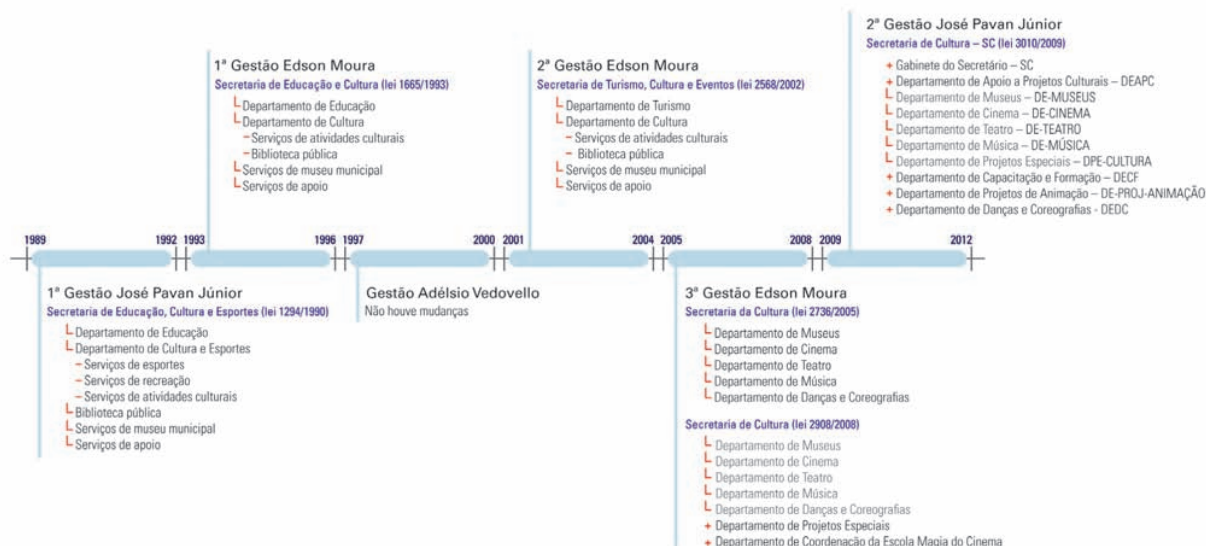 2ª Gestão José Pavan Júnior
Secretaria de Cultura – SC (lei 3010/2009)
+ Gabinete do Secretário – SC
+ Departamento de Apoio a Projetos Culturais – DEAPC
Departamento de Museus – DE-MUSEUS
Departamento de Cinema – DE-CINEMA
Departamento de Teatro – DE-TEATRO
Departamento de Música – DE-MÚSICA
Departamento de Projetos Especiais – DPE-CULTURA
+ Departamento de Capacitação e Formação – DECF
+ Departamento de Projetos de Animação – DE-PROJ-ANIMAÇÃO
+ Departamento de Danças e Coreografias - DEDC
1ª Gestão Edson Moura
Secretaria de Educação e Cultura (lei 1665/1993)
Departamento de Educação
Departamento de Cultura
– Serviços de atividades culturais
– Biblioteca pública
Serviços de museu municipal
Serviços de apoio
2ª Gestão Edson Moura
Secretaria de Turismo, Cultura e Eventos (lei 2568/2002)
Departamento de Turismo
Departamento de Cultura
– Serviços de atividades culturais
– Biblioteca pública
Serviços de museu municipal
Serviços de apoio
1989 1992 1993 1996 1997 2000 2001 2004 2005 2008 2009 2012
1ª Gestão José Pavan Júnior
Secretaria de Educação, Cultura e Esportes (lei 1294/1990)
Departamento de Educação
Departamento de Cultura e Esportes
– Serviços de esportes
– Serviços de recreação
– Serviços de atividades culturais
Biblioteca pública
Serviços de museu municipal
Serviços de apoio
Gestão Adélsio Vedovello
Não houve mudanças
3ª Gestão Edson Moura
Secretaria da Cultura (lei 2736/2005)
Departamento de Museus
Departamento de Cinema
Departamento de Teatro
Departamento de Música
Departamento de Danças e Coreografias
Secretaria de Cultura (lei 2908/2008)
Departamento de Museus
Departamento de Cinema
Departamento de Teatro
Departamento de Música
Departamento de Danças e Coreografias
+ Departamento de Projetos Especiais
+ Departamento de Coordenação da Escola Magia do Cinema